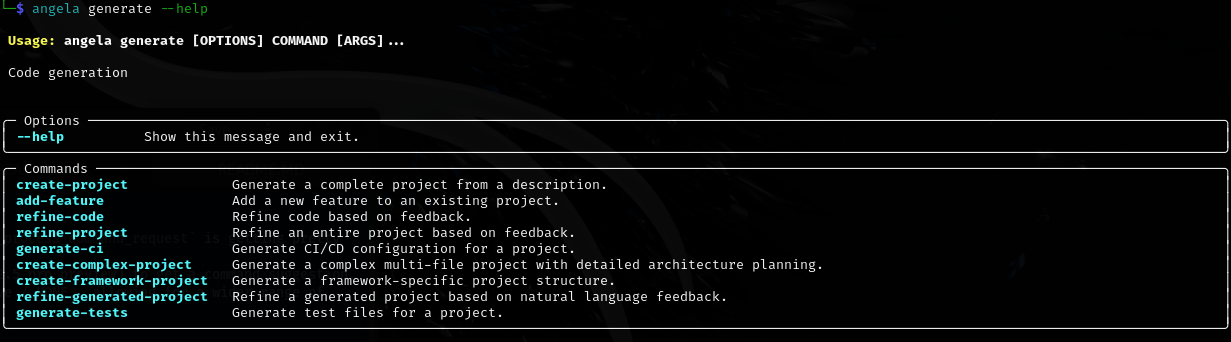 $ angela generate --help
Usage: angela generate [OPTIONS] COMMAND [ARGS]...
Code generation
Options
--help Show this message and exit.
Commands
create-project Generate a complete project from a description.
add-feature Add a new feature to an existing project.
refine-code Refine code based on feedback.
refine-project Refine an entire project based on feedback.
generate-ci Generate CI/CD configuration for a project.
create-complex-project Generate a complex multi-file project with detailed architecture planning.
create-framework-project Generate a framework-specific project structure.
refine-generated-project Refine a generated project based on natural language feedback.
generate-tests Generate test files for a project.